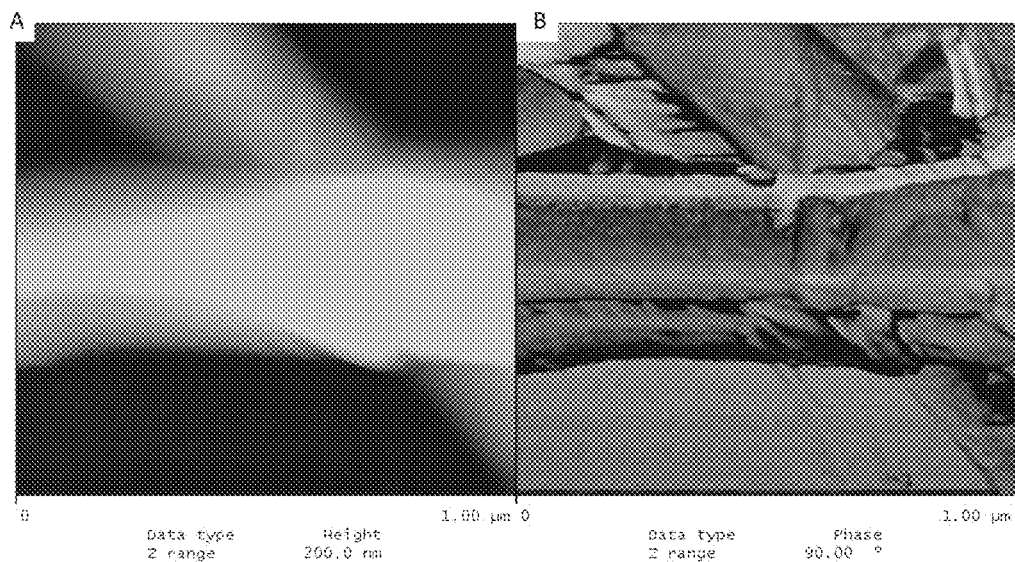 A
B
0 1.00 µm 0 1.00 µm
Data type Height Data type Phase
Z range 200.0 nm Z range 90.00 °